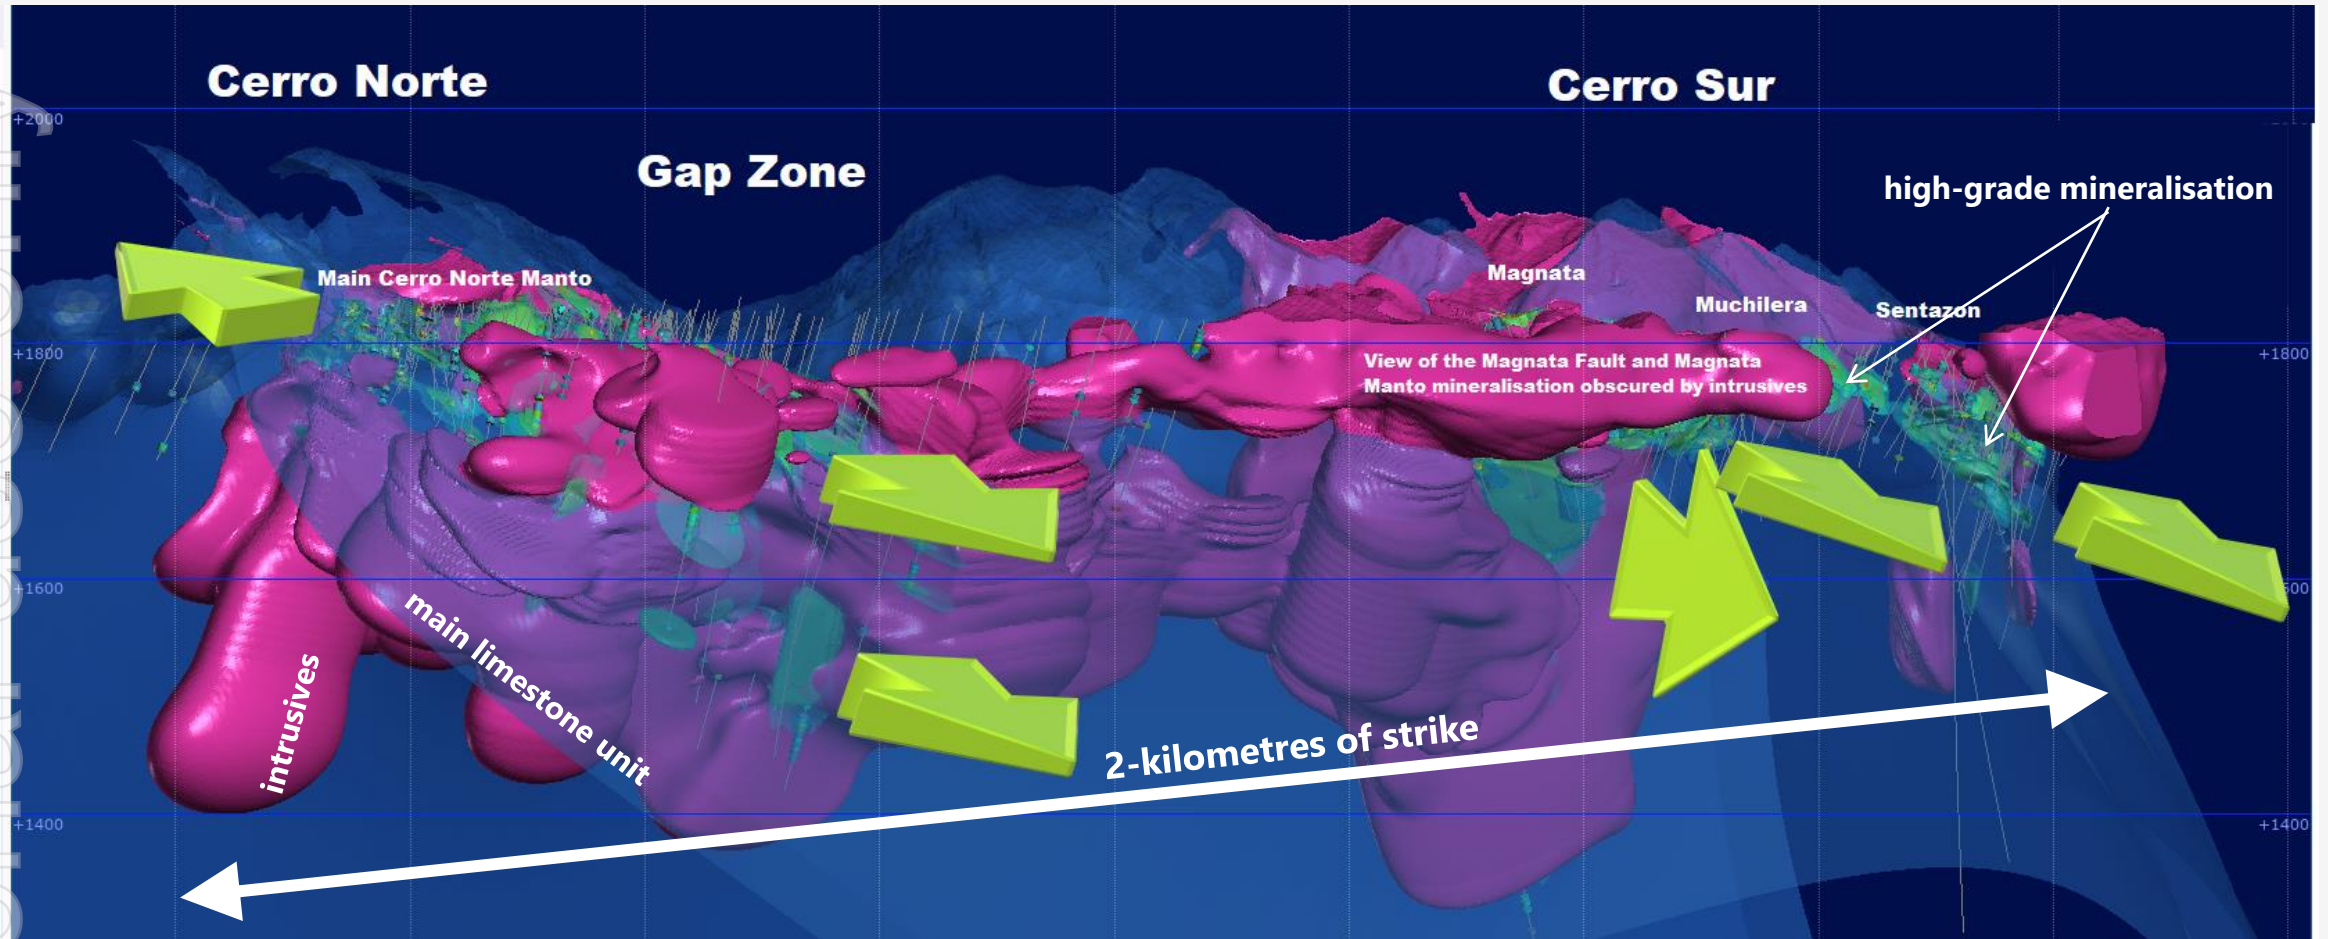 Cerro Norte
Cerro Sur
+2000
Gap Zone
high-grade mineralisation
Main Cerro Norte Manto
Magnata
Muchilera
Sentazon
+1800
+1800
View of the Magnata Fault and Magnata
Manto mineralisation obscured by intrusives
+1600
main limestone unit
intrusives
2-kilometres of strike
+1400
+1400